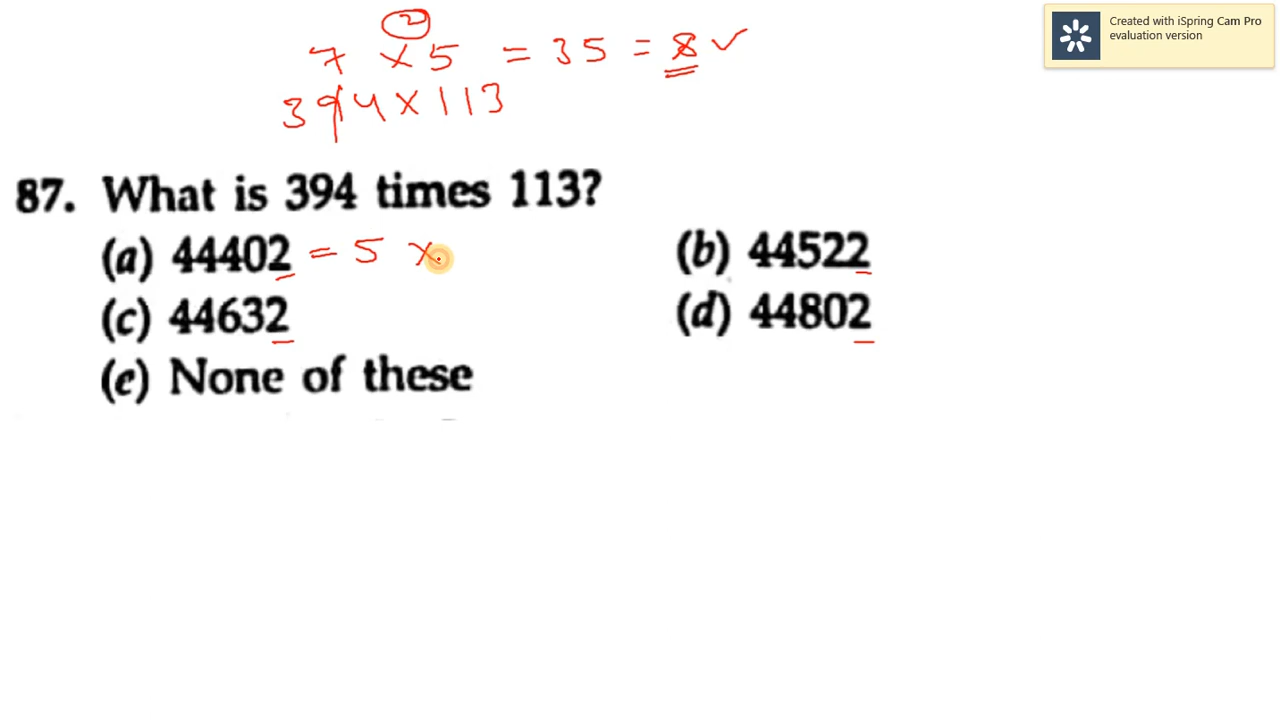 Created with iSpring Cam Pro
evaluation version
2
7 × 5 = 35 = 8 ✓
394 × 113
87. What is 394 times 113?
(a) 44402 = 5 × (b) 44522
(c) 44632 (d) 44802
(e) None of these